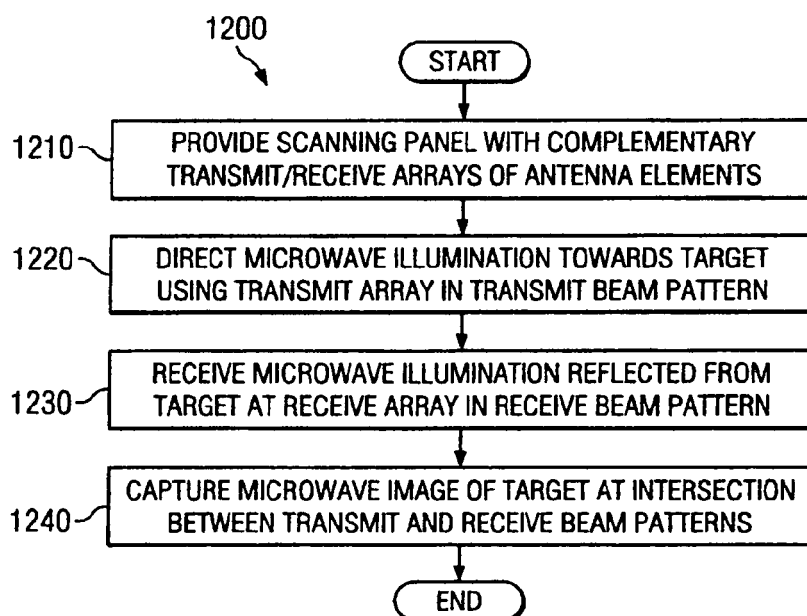 1200
START
1210
PROVIDE SCANNING PANEL WITH COMPLEMENTARY
TRANSMIT/RECEIVE ARRAYS OF ANTENNA ELEMENTS
1220
DIRECT MICROWAVE ILLUMINATION TOWARDS TARGET
USING TRANSMIT ARRAY IN TRANSMIT BEAM PATTERN
1230
RECEIVE MICROWAVE ILLUMINATION REFLECTED FROM
TARGET AT RECEIVE ARRAY IN RECEIVE BEAM PATTERN
1240
CAPTURE MICROWAVE IMAGE OF TARGET AT INTERSECTION
BETWEEN TRANSMIT AND RECEIVE BEAM PATTERNS
END